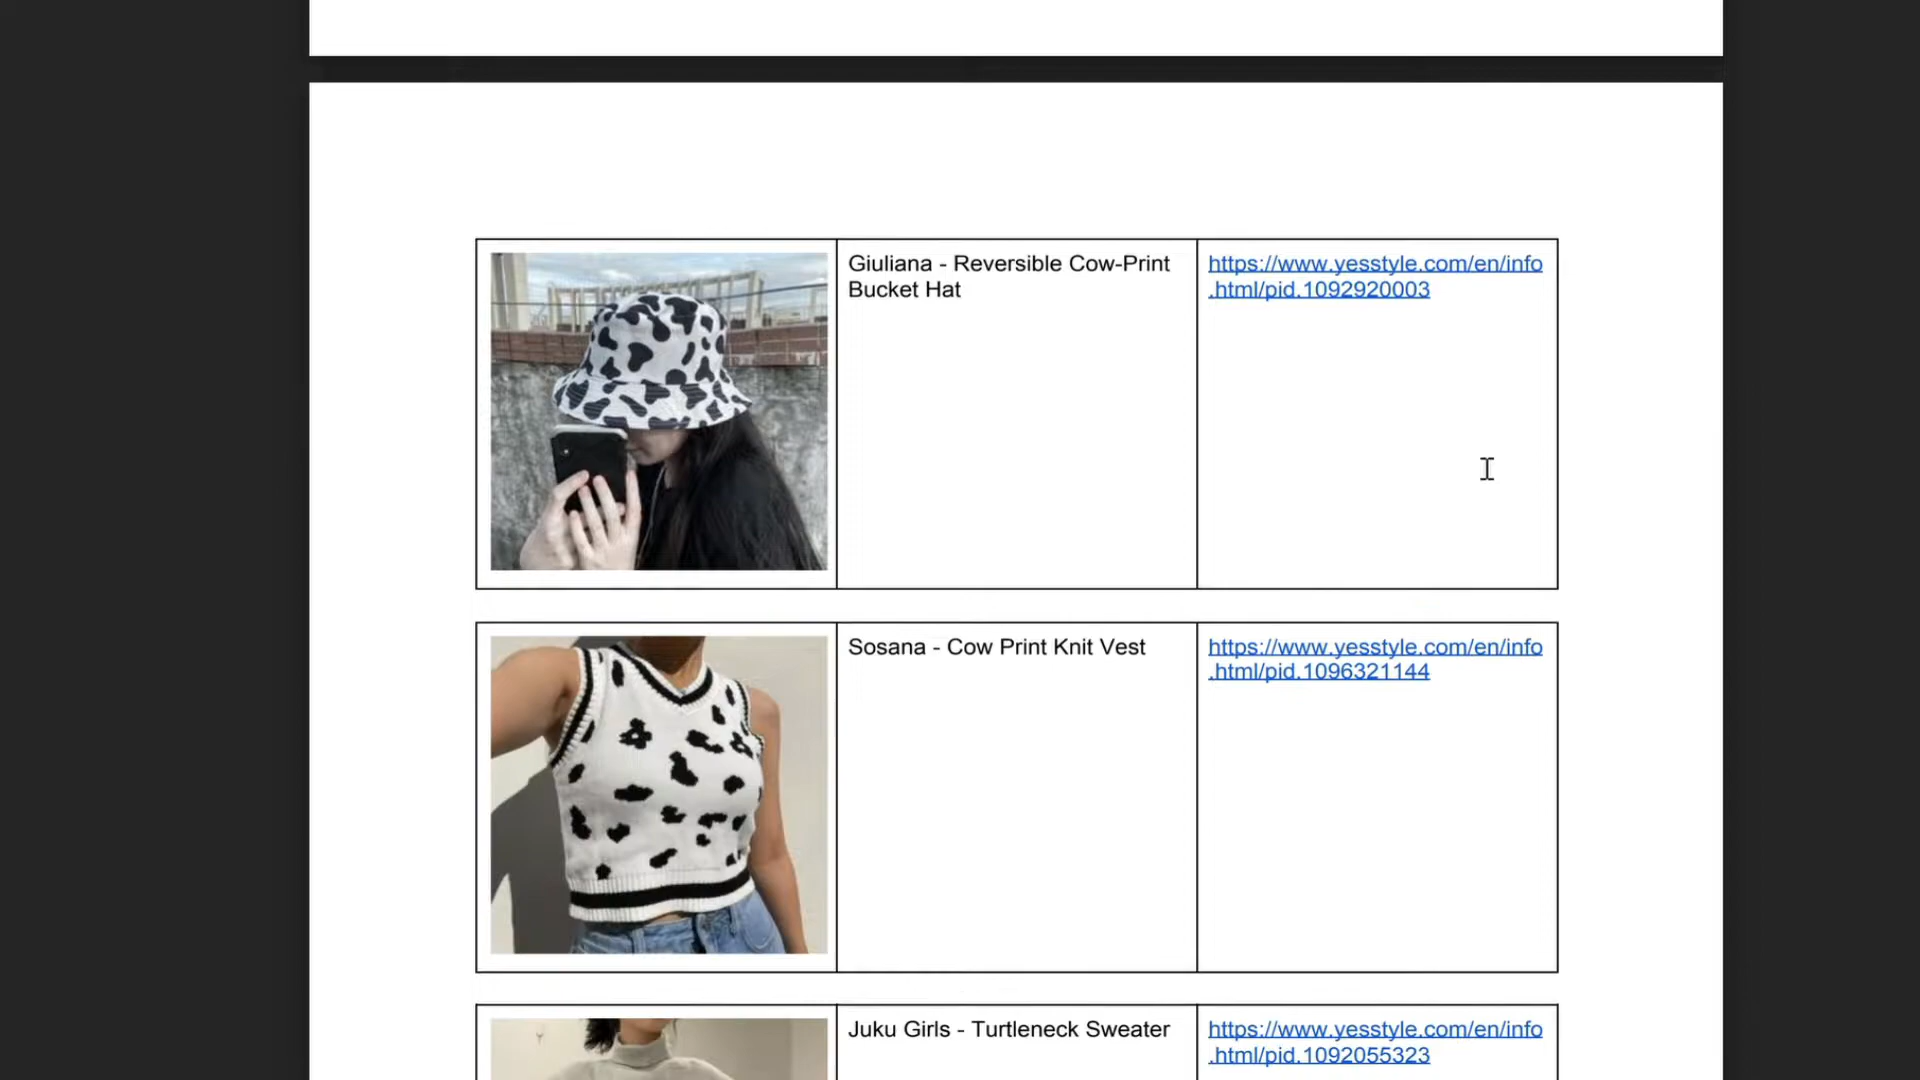 Giuliana - Reversible Cow-Print
Bucket Hat
https://www.yesstyle.com/en/info
.html/pid.1092920003
Sosana - Cow Print Knit Vest
https://www.yesstyle.com/en/info
.html/pid.1096321144
Juku Girls - Turtleneck Sweater
https://www.yesstyle.com/en/info
.html/pid.1092055323